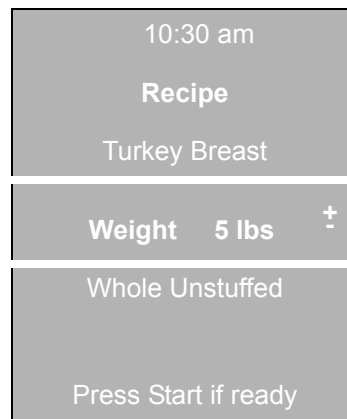 10:30 am
Recipe
Turkey Breast
Weight 5 lbs +
-
Whole Unstuffed
Press Start if ready